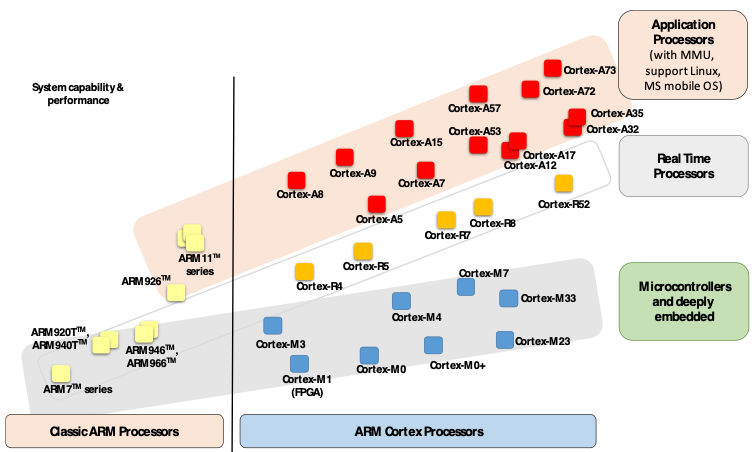 Application
Processors
(with MMU,
support Linux,
MS mobile OS)
System capability &
performance
Cortex-A73
Cortex-A72
Cortex-A57
Cortex-A35
Cortex-A32
Cortex-A53
Cortex-A15
Cortex-A17
Cortex-A12
Cortex-A9
Cortex-A7
Cortex-A8
Cortex-A5
Real Time
Processors
Cortex-R52
Cortex-R8
Cortex-R7
Cortex-R5
Cortex-R4
ARM11™
series
ARM926™
Cortex-M7
Cortex-M33
Cortex-M4
Microcontrollers
and deeply
embedded
ARM920T™,
ARM940T™
ARM946™,
ARM966™
Cortex-M3
Cortex-M23
Cortex-M0+
Cortex-M0
Cortex-M1
(FPGA)
ARM7™ series
Classic ARM Processors
ARM Cortex Processors